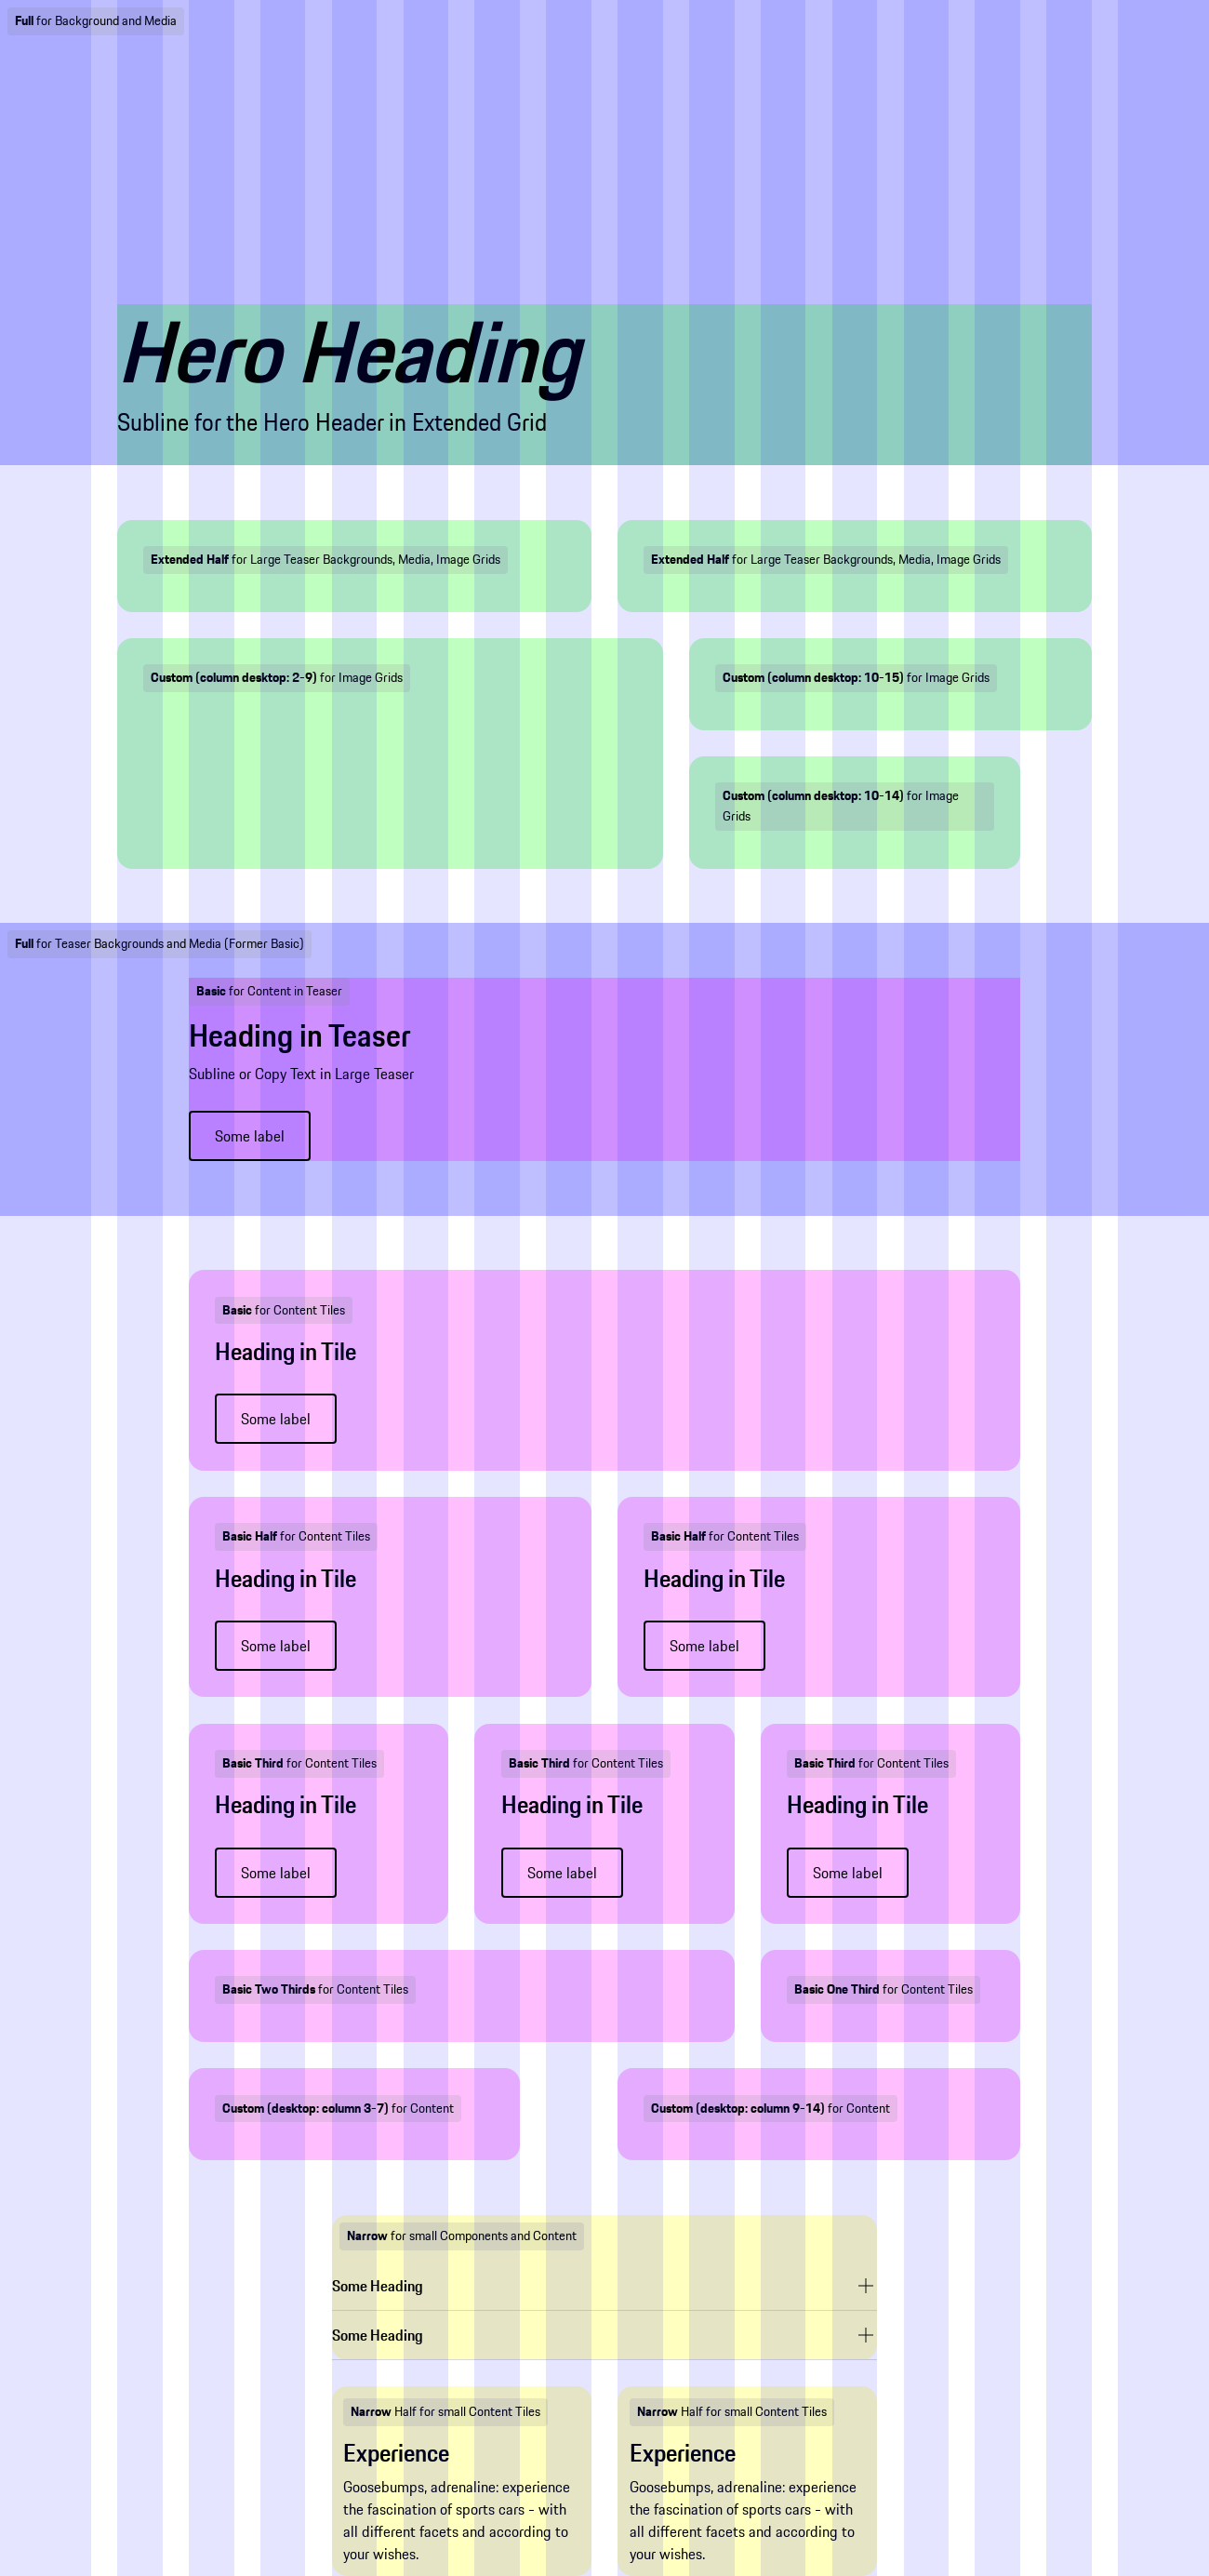 Full for Background and Media
Hero Heading
Subline for the Hero Header in Extended Grid
Extended Half for Large Teaser Backgrounds, Media, Image Grids
Extended Half for Large Teaser Backgrounds, Media, Image Grids
Custom (column desktop: 2-9) for Image Grids
Custom (column desktop: 10-15) for Image Grids
Custom (column desktop: 10-14) for Image
Grids
Full for Teaser Backgrounds and Media (Former Basic)
Basic for Content in Teaser
Heading in Teaser
Subline or Copy Text in Large Teaser
Some label
Basic for Content Tiles
Heading in Tile
Some label
Basic Half for Content Tiles
Heading in Tile
Some label
Basic Half for Content Tiles
Heading in Tile
Some label
Basic Third for Content Tiles
Heading in Tile
Some label
Basic Third for Content Tiles
Heading in Tile
Some label
Basic Third for Content Tiles
Heading in Tile
Some label
Basic Two Thirds for Content Tiles
Basic One Third for Content Tiles
Custom (desktop: column 3-7) for Content
Custom (desktop: column 9-14) for Content
Narrow for small Components and Content
Some Heading
Some Heading
Narrow Half for small Content Tiles
Experience
Goosebumps, adrenaline: experience
the fascination of sports cars - with
all different facets and according to
your wishes.
Narrow Half for small Content Tiles
Experience
Goosebumps, adrenaline: experience
the fascination of sports cars - with
all different facets and according to
your wishes.